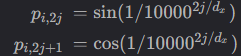 p_{i,2j} = sin(1/10000^{2j/d_x})
p_{i,2j+1} = cos(1/10000^{2j/d_x})